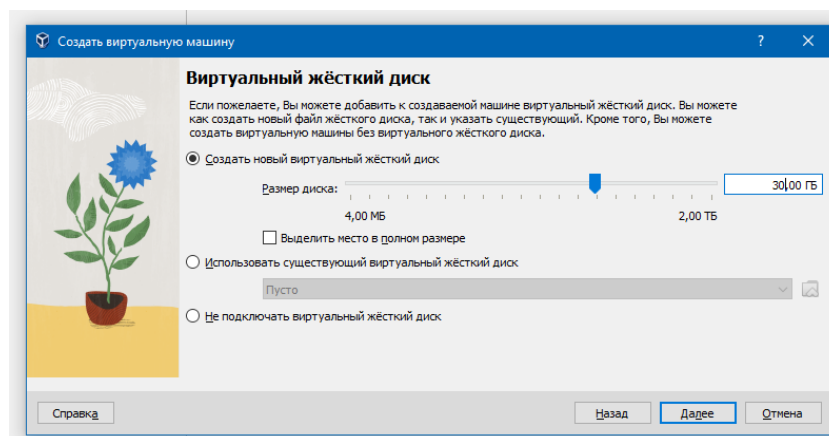 Создать виртуальную машину
Виртуальный жёсткий диск
Если пожелаете, Вы можете добавить к создаваемой машине виртуальный жёсткий диск. Вы можете
как создать новый файл жёсткого диска, так и указать существующий. Кроме того, Вы можете
создать виртуальную машины без виртуального жёсткого диска.
Создать новый виртуальный жёсткий диск
Размер диска:
30,00 ГБ
4,00 МБ
2,00 ТБ
Выделить место в полном размере
Использовать существующий виртуальный жёсткий диск
Пусто
Не подключать виртуальный жёсткий диск
Справка
Назад
Далее
Отмена